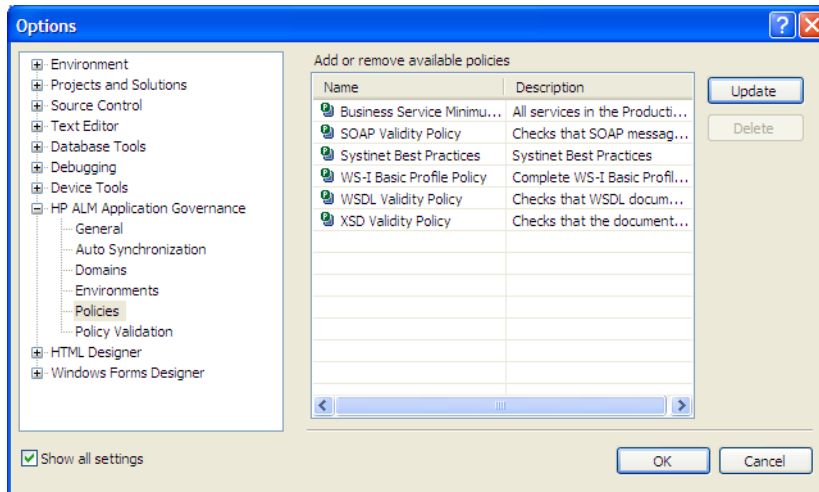 Options
Environment
Projects and Solutions
Source Control
Text Editor
Database Tools
Debugging
Device Tools
HP ALM Application Governance
General
Auto Synchronization
Domains
Environments
Policies
Policy Validation
HTML Designer
Windows Forms Designer
Add or remove available policies
Name Description
Business Service Minimu... All services in the Producti...
SOAP Validity Policy Checks that SOAP messag...
Systinet Best Practices Systinet Best Practices
WS-I Basic Profile Policy Complete WS-I Basic Profil...
WSDL Validity Policy Checks that WSDL docum...
XSD Validity Policy Checks that the document...
Update
Delete
Show all settings
OK
Cancel